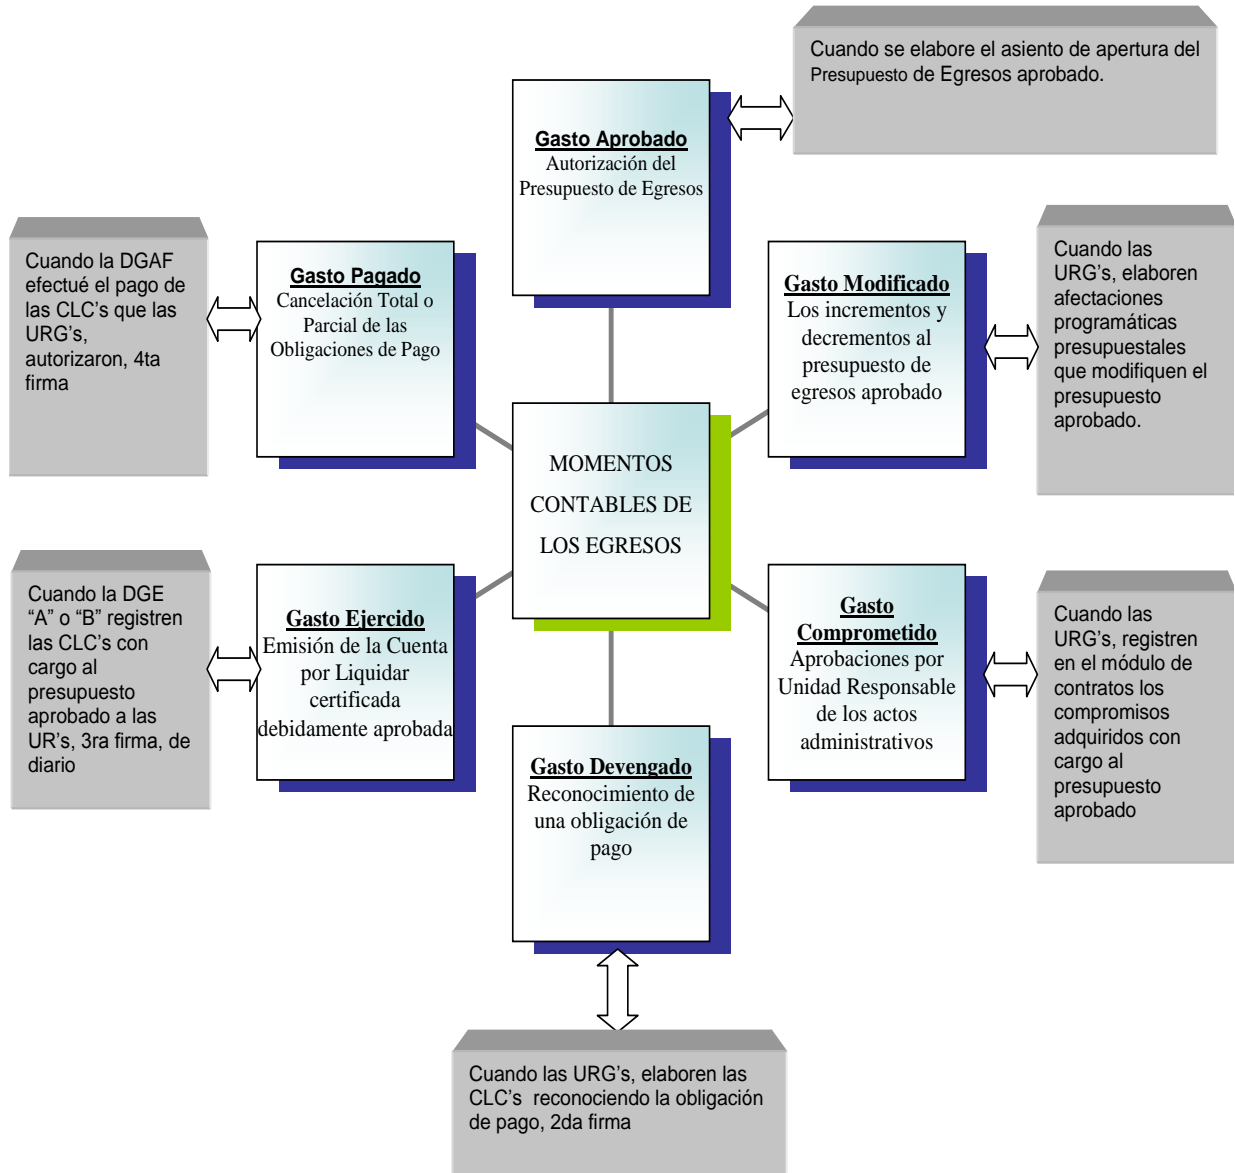 Cuando se elabore el asiento de apertura del
Presupuesto de Egresos aprobado.
Gasto Aprobado
Autorización del
Presupuesto de Egresos
Cuando la DGAF
efectué el pago de
las CLC's que las
URG's,
autorizaron, 4ta
firma
Gasto Pagado
Cancelación Total o
Parcial de las
Obligaciones de Pago
Gasto Modificado
Los incrementos y
decrementos al
presupuesto de
egresos aprobado
Cuando las
URG's, elaboren
afectaciones
programáticas
presupuestales
que modifiquen el
presupuesto
aprobado.
MOMENTOS
CONTABLES DE
LOS EGRESOS
Cuando la DGE
“A” o “B” registren
las CLC's con
cargo al
presupuesto
aprobado a las
UR's, 3ra firma, de
diario
Gasto Ejercido
Emisión de la Cuenta
por Liquidar
certificada
debidamente aprobada
Gasto
Comprometido
Aprobaciones por
Unidad Responsable
de los actos
administrativos
Cuando las
URG's, registren
en el módulo de
contratos los
compromisos
adquiridos con
cargo al
presupuesto
aprobado
Gasto Devengado
Reconocimiento de
una obligación de
pago
Cuando las URG's, elaboren las
CLC's reconociendo la obligación
de pago, 2da firma